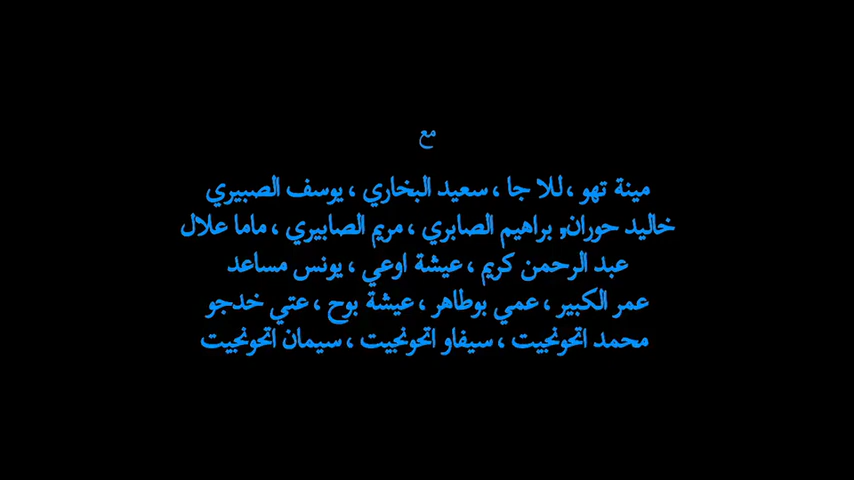 مع
مينة تهو ، للا جا ، سعيد البخاري ، يوسف الصبيري
خاليد حوران, براهيم الصابري ، مريم الصابيري ، ماما علال
عبد الرحمن كريم ، عيشة اوعي ، يونس مساعد
عمر الكبير ، عمي بوطاهر ، عيشة بوح ، عتي خدجو
محمد اتحونجيت ، سيفاو اتحونجيت ، سيمان اتحونجيت